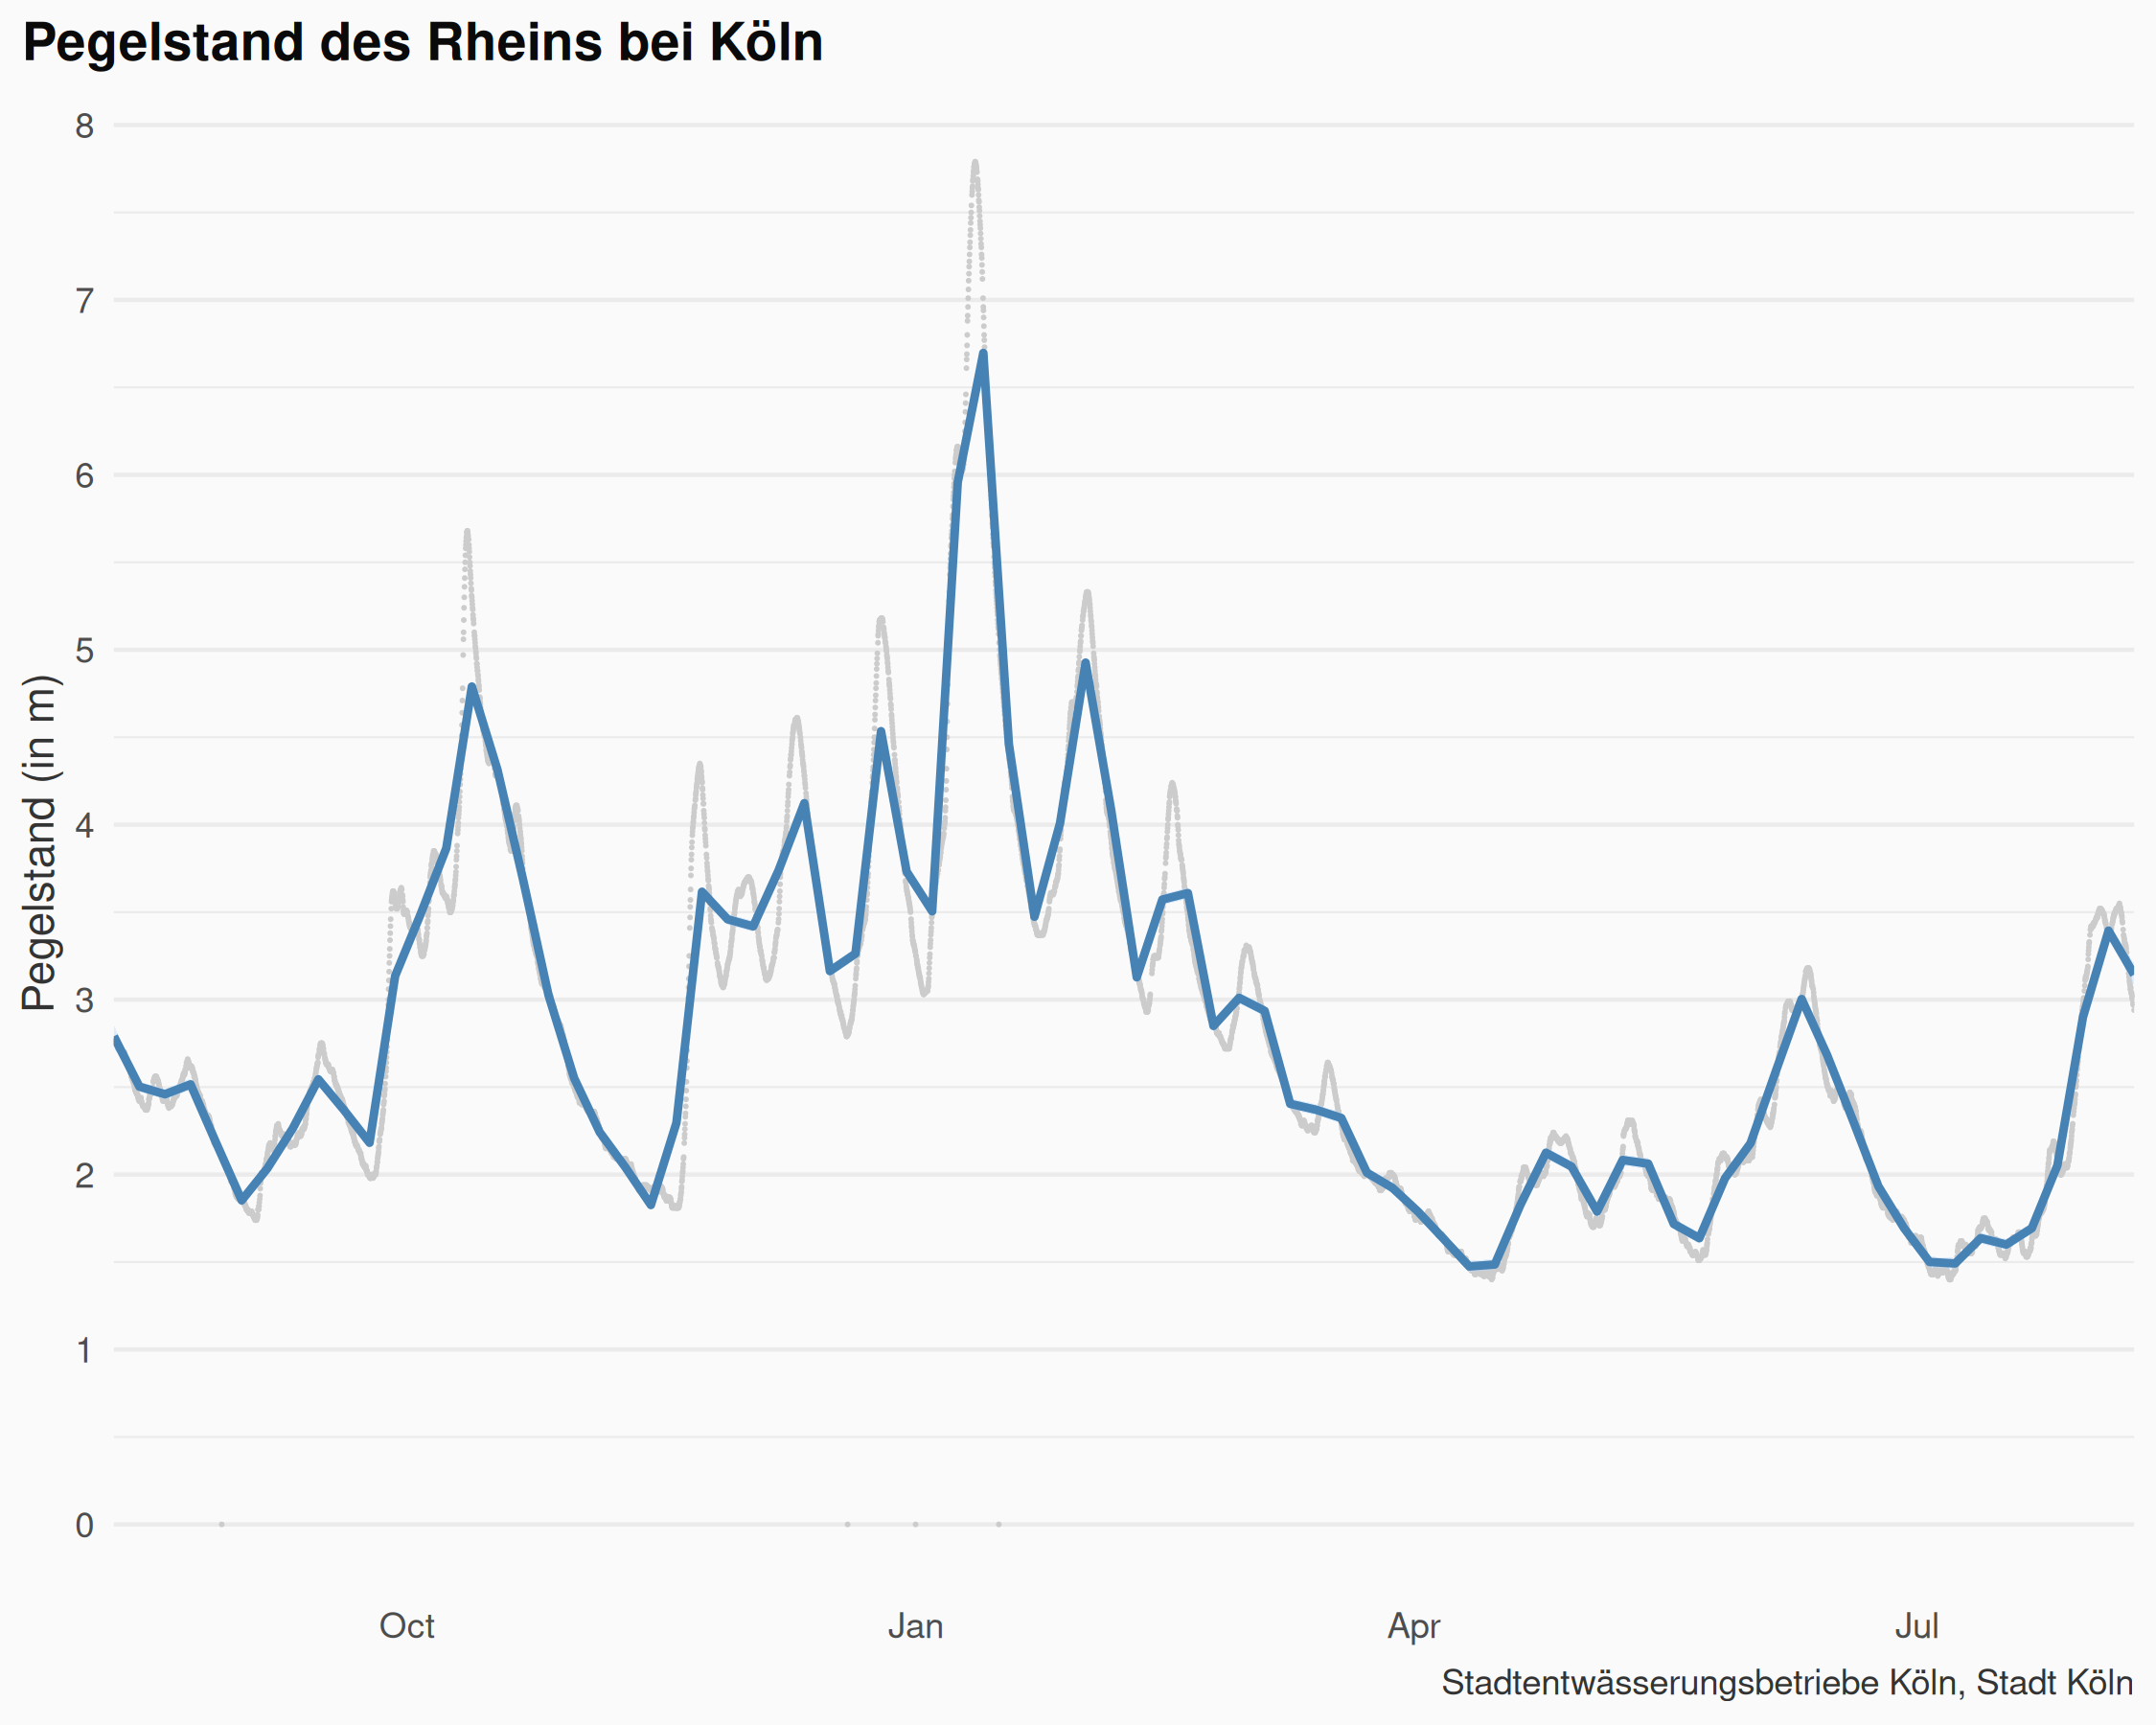 Pegelstand des Rheins bei Köln
Pegelstand (in m)
8
7
6
5
4
3
2
1
0
Oct Jan Apr Jul
Stadtentwässerungsbetriebe Köln, Stadt Köln